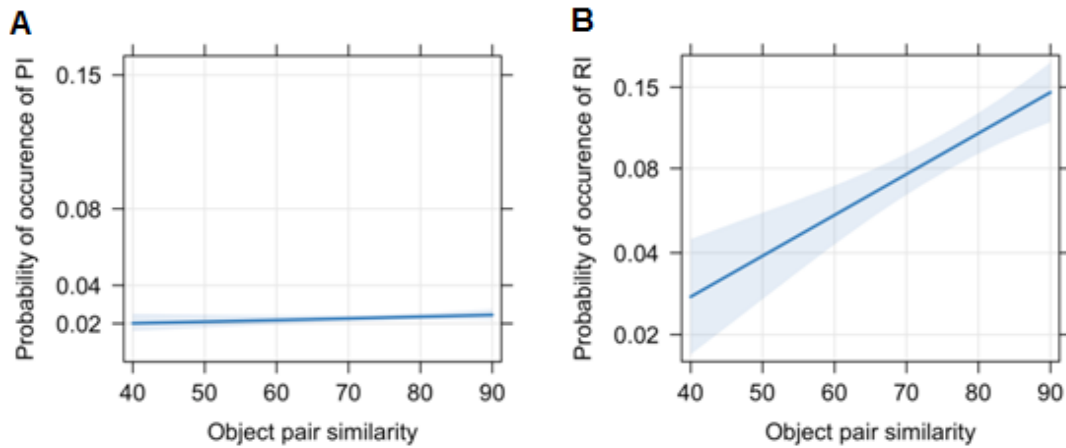 A
Probability of occurence of PI
0.15
0.08
0.04
0.02
40 50 60 70 80 90
Object pair similarity
B
Probability of occurence of RI
0.15
0.08
0.04
0.02
40 50 60 70 80 90
Object pair similarity